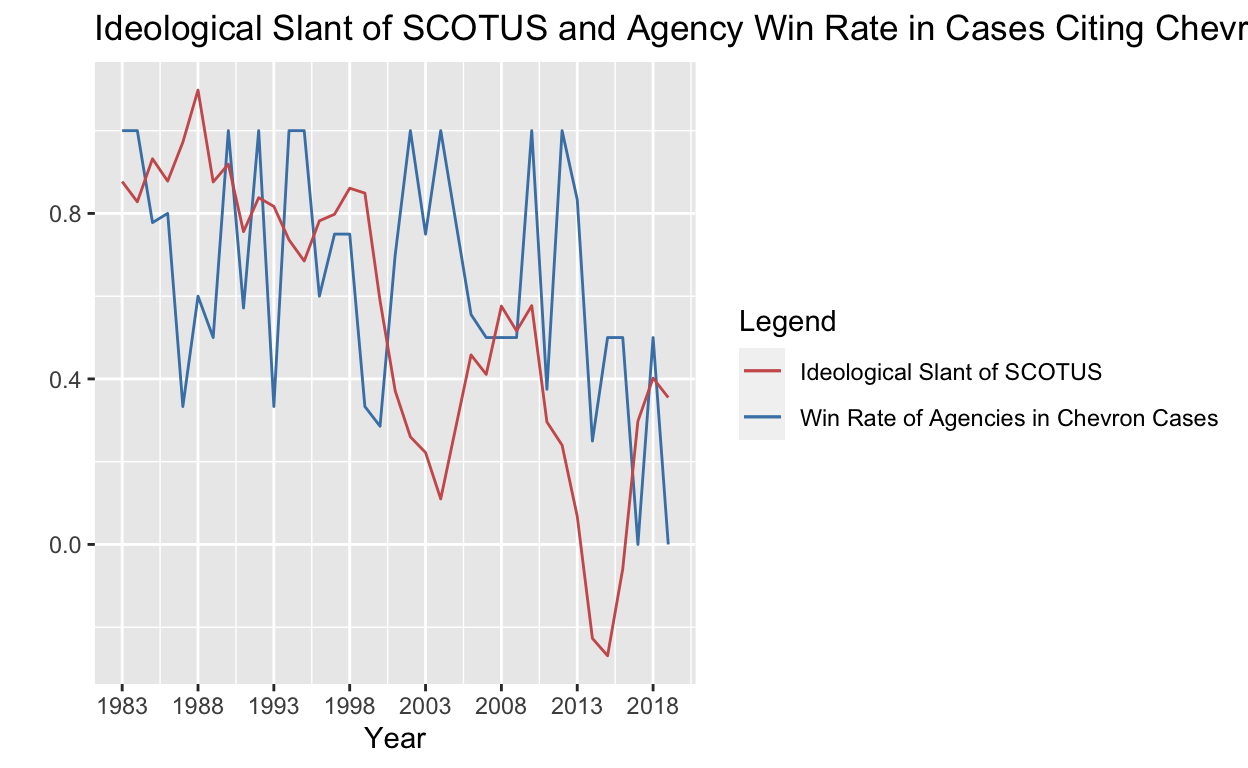 Ideological Slant of SCOTUS and Agency Win Rate in Cases Citing Chevr
0.8
0.4
0.0
1983 1988 1993 1998 2003 2008 2013 2018
Year
Legend
Ideological Slant of SCOTUS
Win Rate of Agencies in Chevron Cases